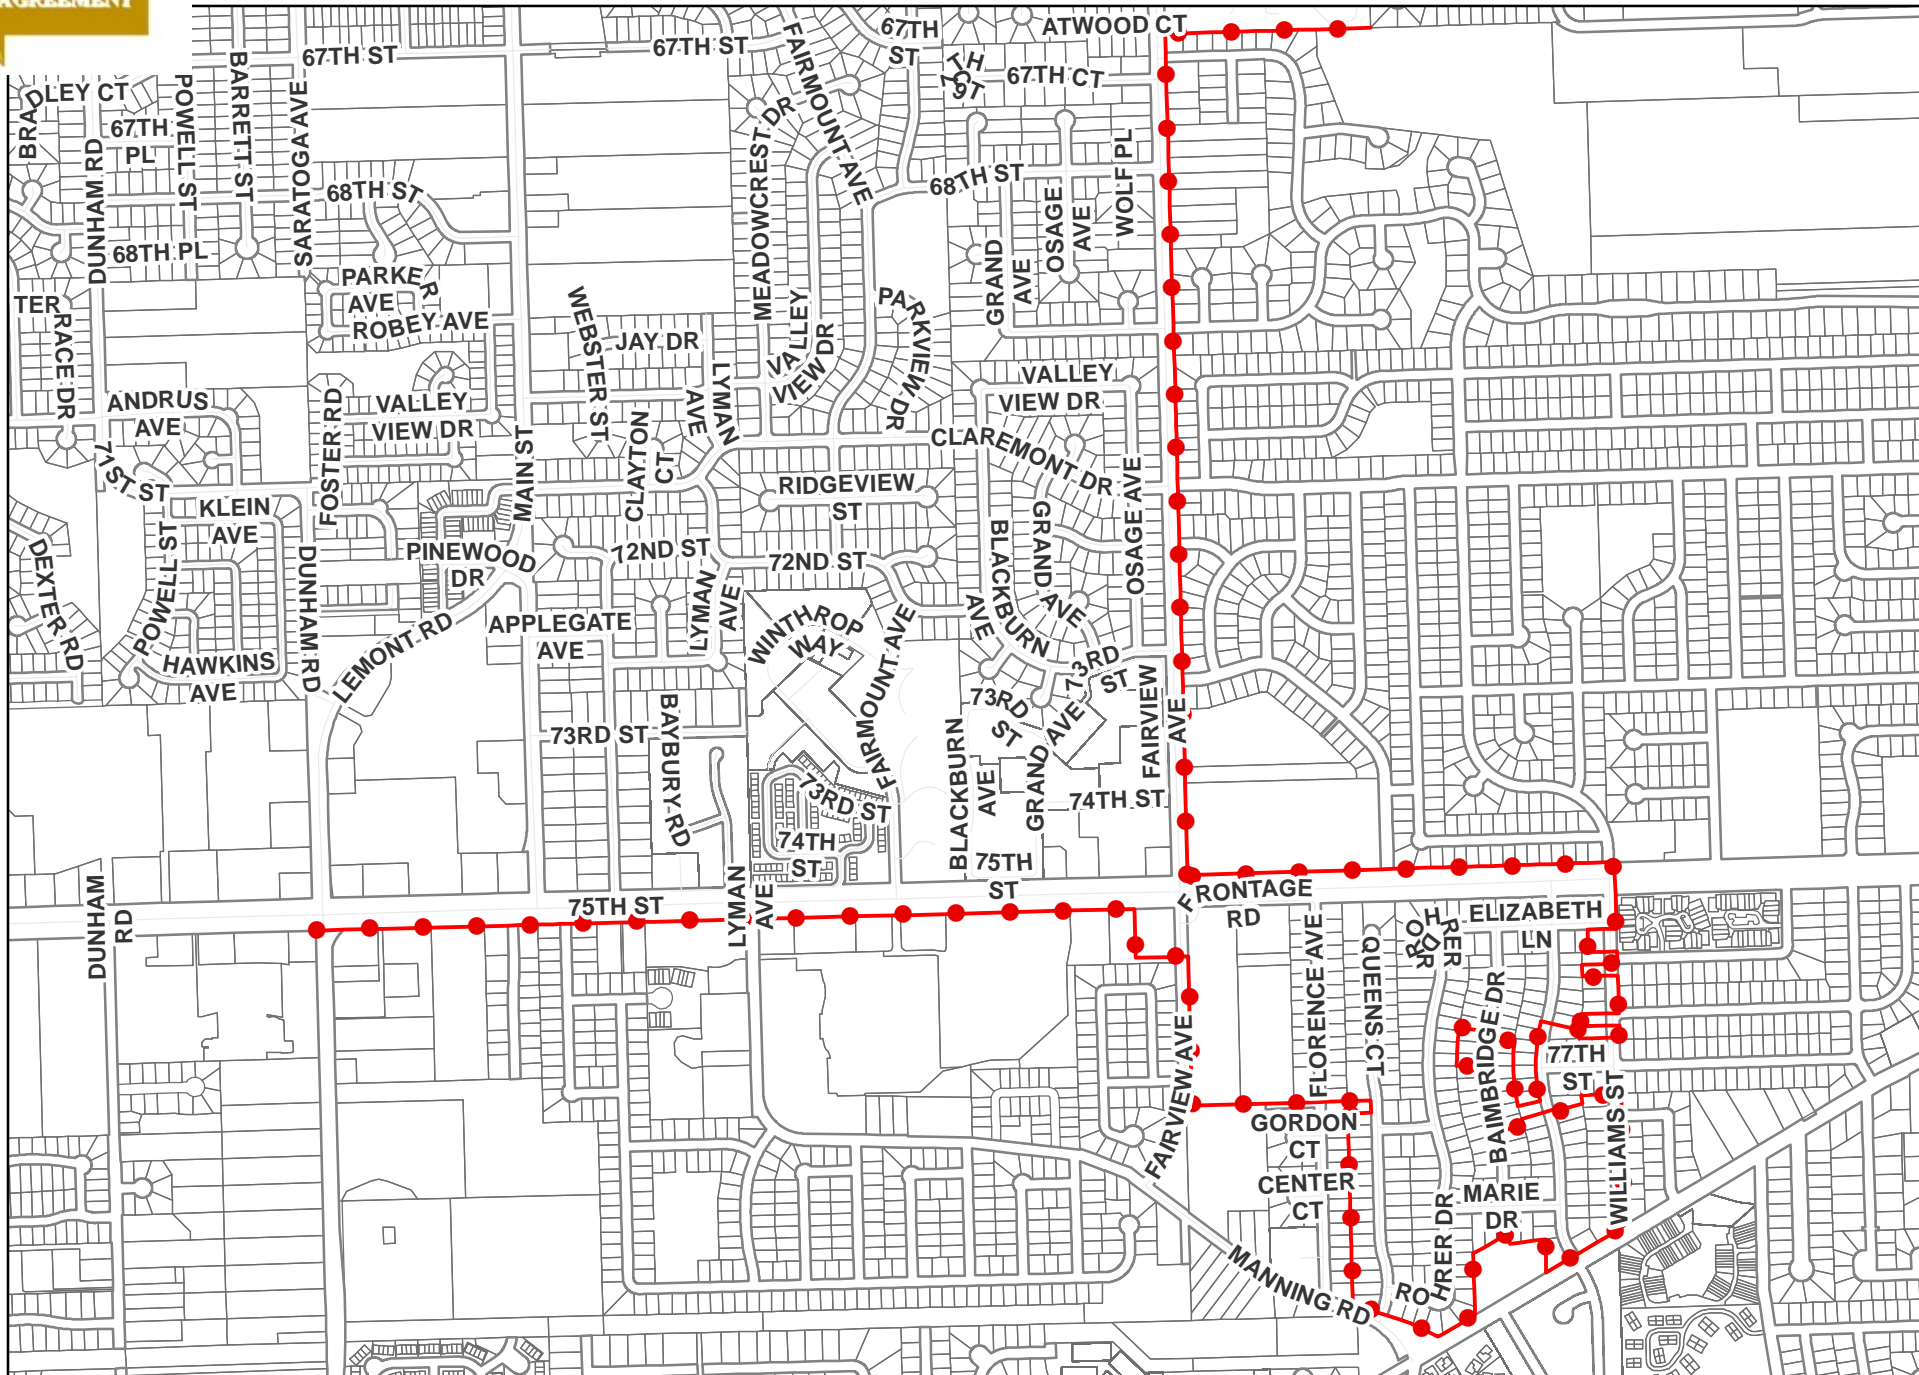 AGREEMENT
67TH ST
67TH ST
67TH
ST
ATWOOD CT
67TH CT
FAIRMOUNT AVE
BARRETT ST
SARATOGA AVE
POWELL ST
BRADLEY CT
67TH
PL
DUNHAM RD
68TH ST
68TH PL
MEADOWCREST DR
68TH ST
OSAGE
AVE
WOLF PL
GRAND
AVE
PARKER
AVE
ROBEY AVE
TERRACE DR
WEBSTER ST
JAY DR
VALLEY
VIEW DR
PARKVIEW DR
LYMAN
AVE
VALLEY
VIEW DR
ANDRUS
AVE
FOSTER RD
VALLEY
VIEW DR
MAIN ST
CLAYTON
CT
CLAREMONT DR
71ST ST
KLEIN
AVE
RIDGEVIEW
ST
OSAGE AVE
GRAND AVE
BLACKBURN
AVE
DEXTER RD
POWELL ST
DUNHAM RD
PINEWOOD
DR
72ND ST
72ND ST
LYMAN
AVE
LEMONT RD
APPLEGATE
AVE
WINTHROP
WAY
FAIRMOUNT AVE
HAWKINS
AVE
73RD
ST
73RD
ST
GRAND AVE
FAIRVIEW
AVE
BAYBURY RD
73RD ST
BLACKBURN
AVE
73RD ST
74TH
ST
74TH ST
75TH
ST
LYMAN
AVE
75TH ST
DUNHAM
RD
FRONTAGE
RD
ELIZABETH
LN
FLORENCE AVE
QUEENS CT
ROHRER
DR
BAIMBRIDGE DR
77TH
ST
FAIRVIEW AVE
WILLIAMS ST
GORDON
CT
CENTER
CT
MARIE
DR
MANNING RD
ROHRER DR